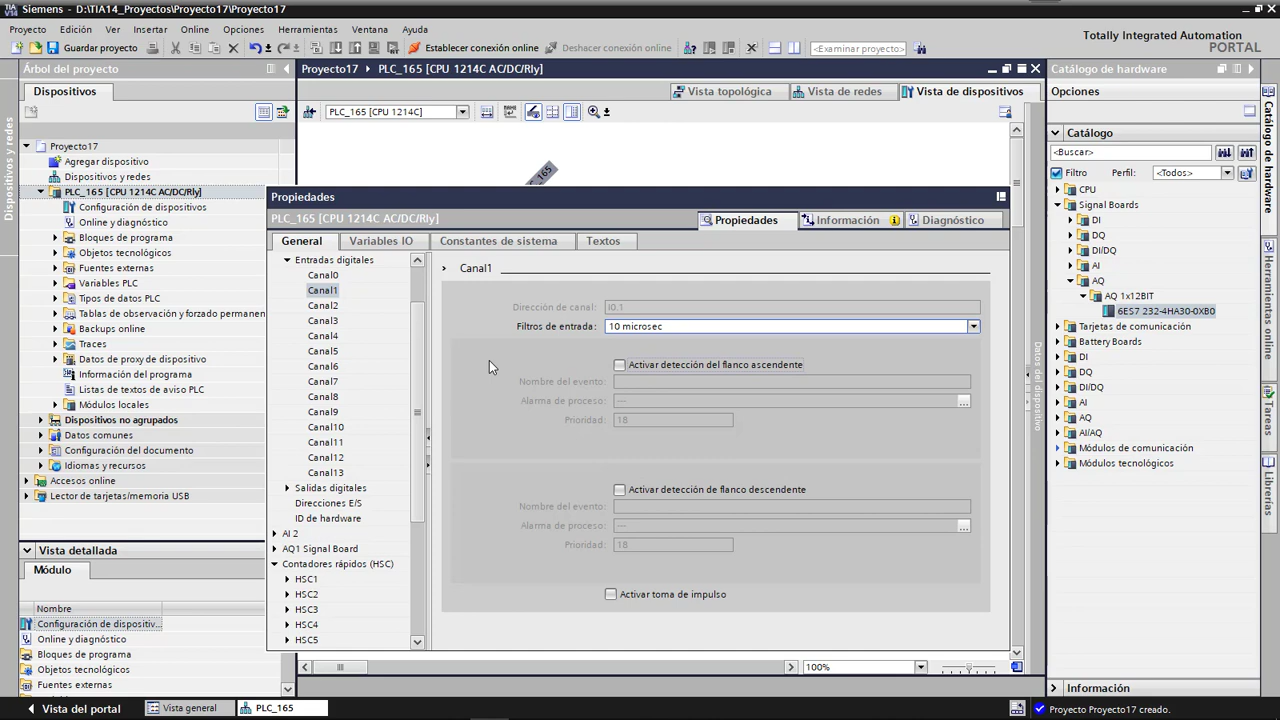 Siemens - D:\TIA14_Proyectos\Proyecto17\Proyecto17
Proyecto Edición Ver Insertar Online Opciones Herramientas Ventana Ayuda
Guardar proyecto
Establecer conexión online
Deshacer conexión online
<Examinar proyecto>
Totally Integrated Automation
PORTAL
Árbol del proyecto
Dispositivos
Dispositivos y redes
Proyecto17
Agregar dispositivo
Dispositivos y redes
PLC_165 [CPU 1214C AC/DC/Rly]
Configuración de dispositivos
Online y diagnóstico
Bloques de programa
Objetos tecnológicos
Fuentes externas
Variables PLC
Tipos de datos PLC
Tablas de observación y forzado permanen
Backups online
Traces
Datos de proxy de dispositivo
Información del programa
Listas de textos de aviso PLC
Módulos locales
Dispositivos no agrupados
Datos comunes
Configuración del documento
Idiomas y recursos
Accesos online
Lector de tarjetas/memoria USB
Vista detallada
Módulo
Nombre
Configuración de dispositiv...
Online y diagnóstico
Bloques de programa
Objetos tecnológicos
Fuentes externas
Proyecto17 PLC_165 [CPU 1214C AC/DC/Rly]
Vista topológica
Vista de redes
Vista de dispositivos
PLC_165 [CPU 1214C]
_165
Propiedades
PLC_165 [CPU 1214C AC/DC/Rly]
Propiedades
Información
Diagnóstico
General
Variables IO
Constantes de sistema
Textos
Entradas digitales
Canal0
Canal1
Canal2
Canal3
Canal4
Canal5
Canal6
Canal7
Canal8
Canal9
Canal10
Canal11
Canal12
Canal13
Salidas digitales
Direcciones E/S
ID de hardware
AI 2
AQ1 Signal Board
Contadores rápidos (HSC)
HSC1
HSC2
HSC3
HSC4
HSC5
Canal1
Dirección de canal: I0.1
Filtros de entrada: 10 microsec
Activar detección del flanco ascendente
Nombre del evento:
Alarma de proceso: ---
...
Prioridad: 18
Activar detección de flanco descendente
Nombre del evento:
Alarma de proceso: ---
...
Prioridad: 18
Activar toma de impulso
100%
Datos del dispositivo
Catálogo de hardware
Opciones
Catálogo
<Buscar>
Filtro Perfil: <Todos>
CPU
Signal Boards
DI
DQ
DI/DQ
AI
AQ
AQ 1x12BIT
6ES7 232-4HA30-0XB0
Tarjetas de comunicación
Battery Boards
DI
DQ
DI/DQ
AI
AQ
AI/AQ
Módulos de comunicación
Módulos tecnológicos
Información
Catálogo de hardware
Herramientas online
Tareas
Librerías
Vista del portal
Vista general
PLC_165
Proyecto Proyecto17 creado.